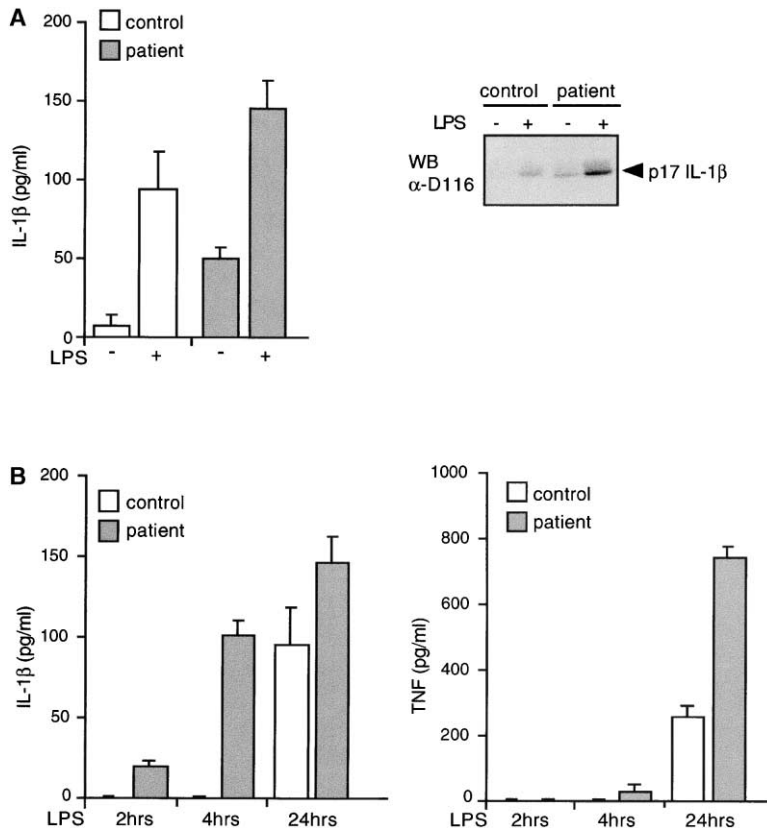 A
200
150
100
50
0
IL-1β (pg/ml)
control
patient
LPS - + - +
control patient
LPS - + - +
WB
α-D116
p17 IL-1β
B
200
150
100
50
0
IL-1β (pg/ml)
control
patient
LPS 2hrs 4hrs 24hrs
1000
800
600
400
200
0
TNF (pg/ml)
control
patient
LPS 2hrs 4hrs 24hrs